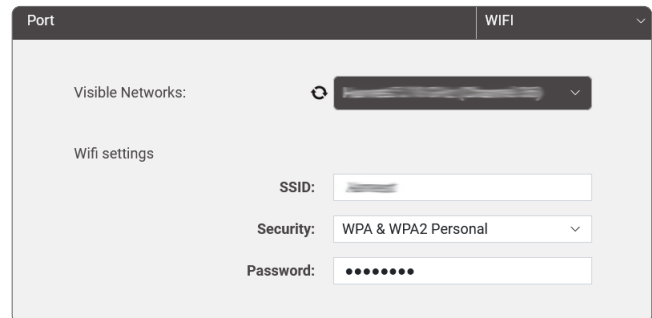 Port WIFI
Visible Networks:
Wifi settings
SSID:
Security: WPA & WPA2 Personal
Password: ●●●●●●●●